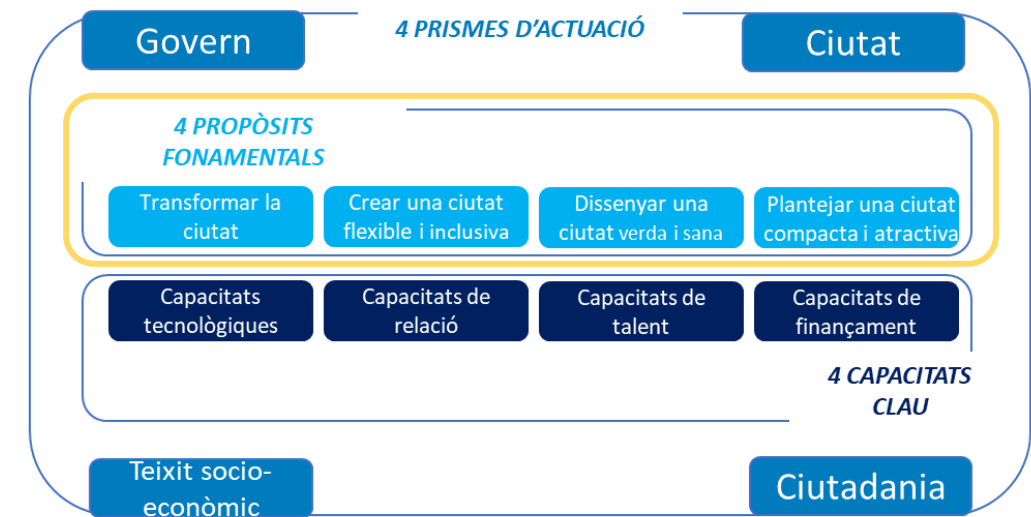 Govern
4 PRISMES D'ACTUACIÓ
Ciutat
4 PROPÒSITS
FONAMENTALS
Transformar la
ciutat
Crear una ciutat
flexible i inclusiva
Dissenyar una
ciutat verda i sana
Plantejar una ciutat
compacta i atractiva
Capacitats
tecnològiques
Capacitats de
relació
Capacitats de
talent
Capacitats de
finançament
4 CAPACITATS
CLAU
Teixit socio-
econòmic
Ciutadania